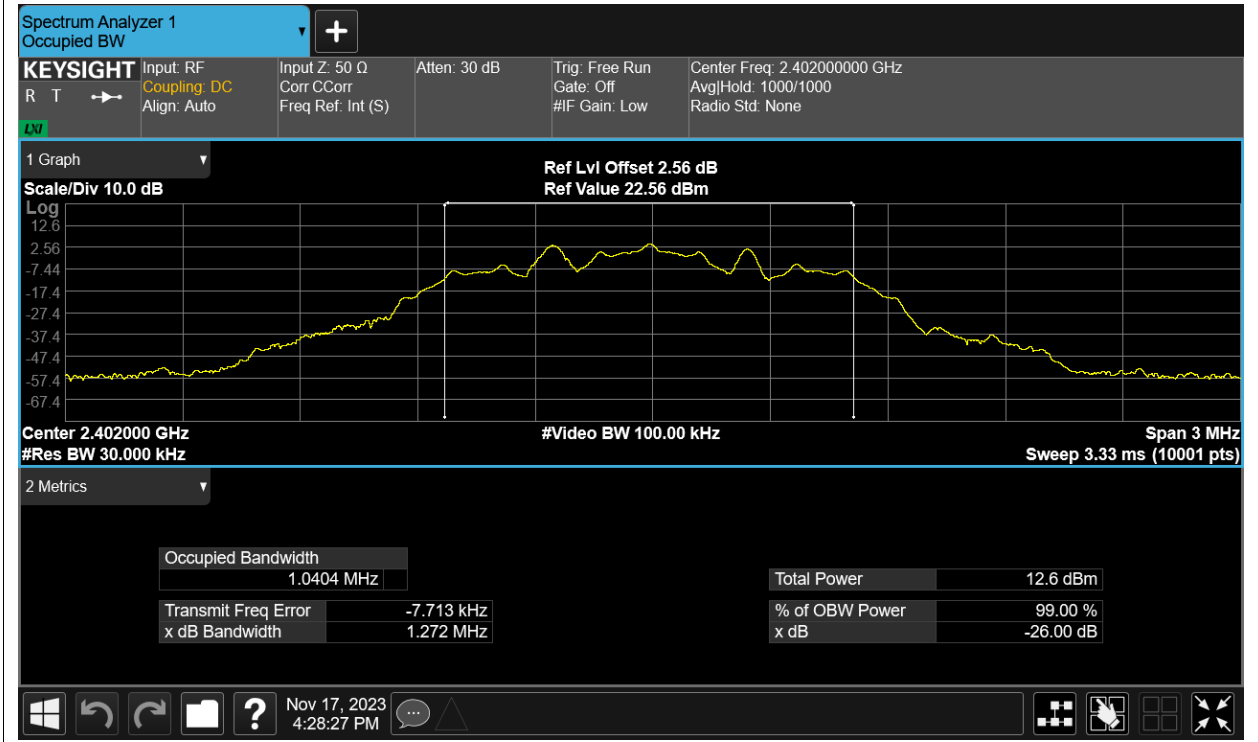 Spectrum Analyzer 1
Occupied BW
KEYSIGHT
R T
LXI
Input: RF
Coupling: DC
Align: Auto
Input Z: 50 Ω
Corr CCorr
Freq Ref: Int (S)
Atten: 30 dB
Trig: Free Run
Gate: Off
#IF Gain: Low
Center Freq: 2.402000000 GHz
Avg|Hold: 1000/1000
Radio Std: None
1 Graph
Scale/Div 10.0 dB
Ref Lvl Offset 2.56 dB
Ref Value 22.56 dBm
Log
12.6
2.56
-7.44
-17.4
-27.4
-37.4
-47.4
-57.4
-67.4
Center 2.402000 GHz
#Video BW 100.00 kHz
Span 3 MHz
#Res BW 30.000 kHz
Sweep 3.33 ms (10001 pts)
2 Metrics
Occupied Bandwidth
1.0404 MHz
Total Power 12.6 dBm
Transmit Freq Error -7.713 kHz
% of OBW Power 99.00 %
x dB Bandwidth 1.272 MHz
x dB -26.00 dB
?
Nov 17, 2023
4:28:27 PM